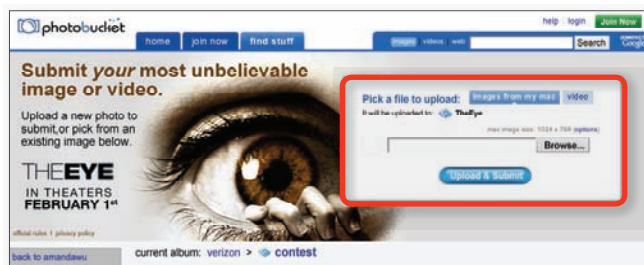 photobucket
help | login Join Now
home join now find stuff
images videos web Search Google
Submit your most unbelievable
image or video.
Upload a new photo to
submit,or pick from an
existing image below.
THE EYE
IN THEATERS
FEBRUARY 1st
official rules | privacy policy
Pick a file to upload: images from my mac video
It will be uploaded to: TheEye
max image size: 1024 x 768 (options)
Browse...
Upload & Submit
back to amandawu
current album: verizon > contest